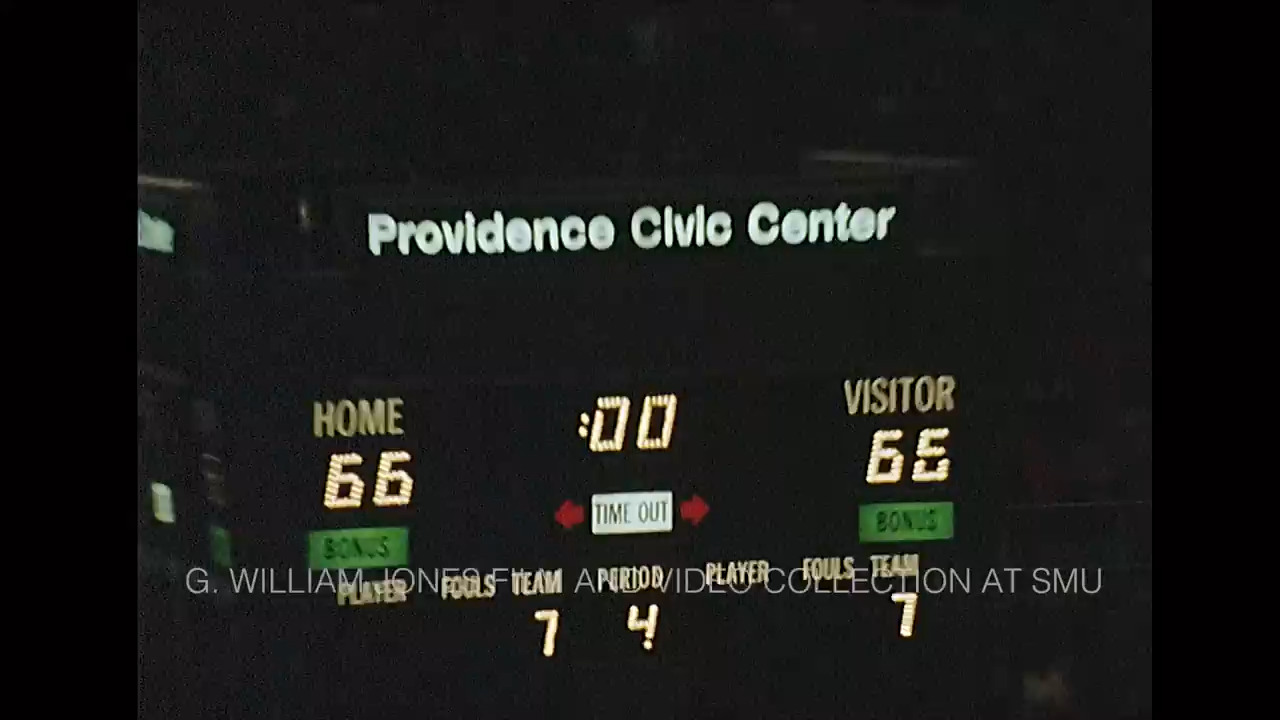 Providence Civic Center
HOME :00 VISITOR
66 66
TIME OUT
BONUS BONUS
PLAYER FOULS TEAM PERIOD PLAYER FOULS TEAM
G. WILLIAM JONES FILM AND VIDEO COLLECTION AT SMU
7 4 7